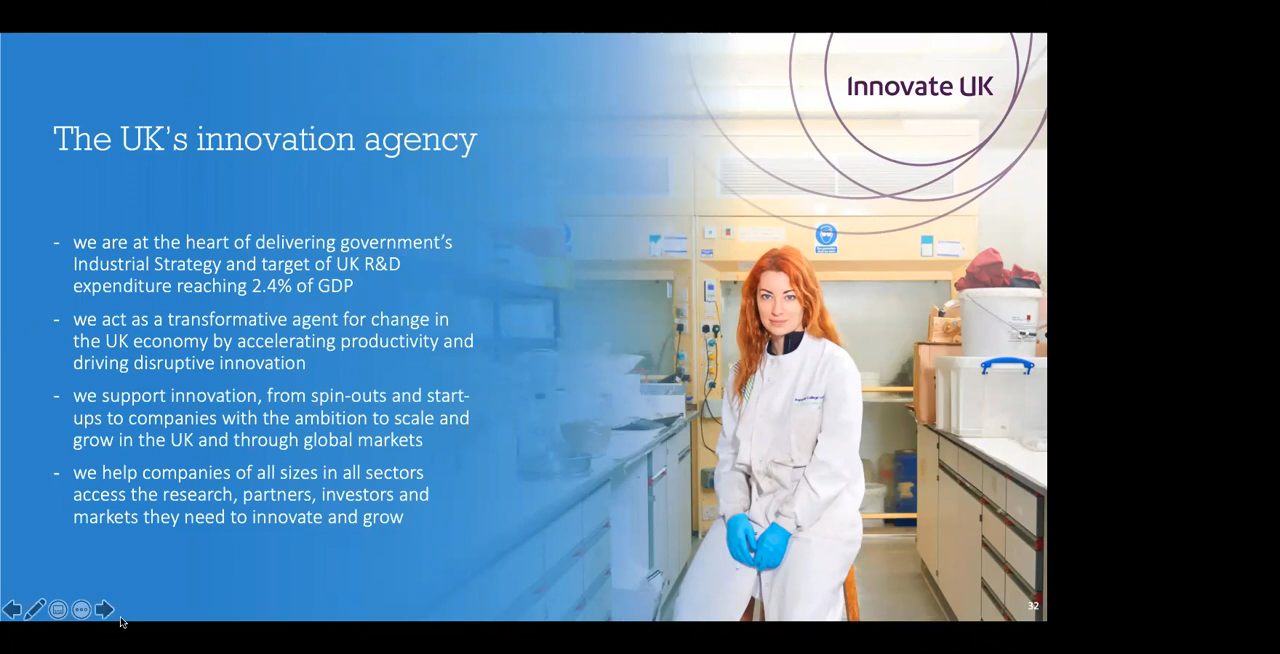 Innovate UK
The UK's innovation agency
- we are at the heart of delivering government's
Industrial Strategy and target of UK R&D
expenditure reaching 2.4% of GDP
- we act as a transformative agent for change in
the UK economy by accelerating productivity and
driving disruptive innovation
- we support innovation, from spin-outs and start-
ups to companies with the ambition to scale and
grow in the UK and through global markets
- we help companies of all sizes in all sectors
access the research, partners, investors and
markets they need to innovate and grow
32